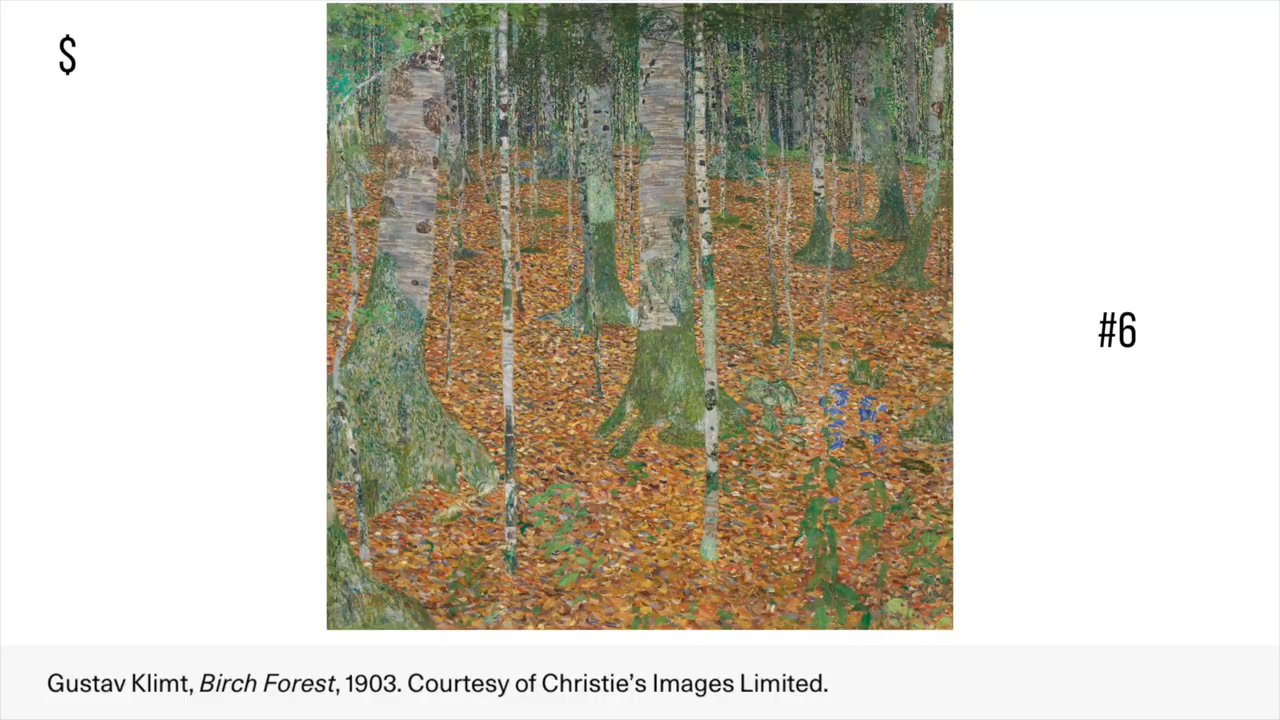 $
#6
Gustav Klimt, Birch Forest, 1903. Courtesy of Christie’s Images Limited.